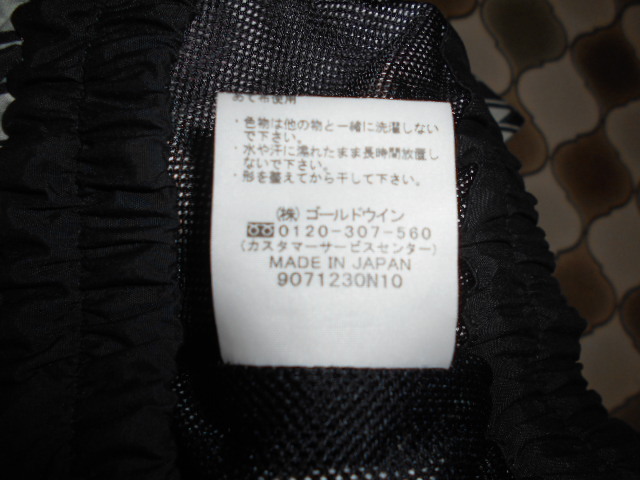 あて布使用
・色物は他の物と一緒に洗濯しない
で下さい。
・水や汗に濡れたまま長時間放置
しないで下さい。
・形を整えてから干して下さい。
(株)ゴールドウイン
0120-307-560
(カスタマーサービスセンター)
MADE IN JAPAN
9071230N10